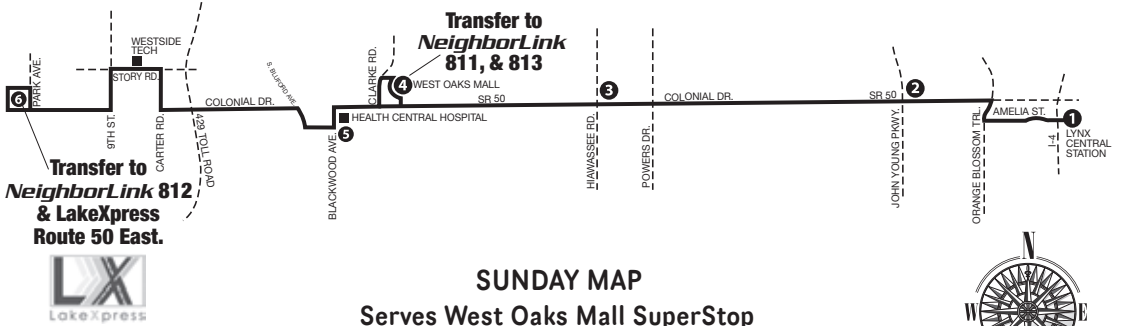 Transfer to
NeighborLink
811, & 813
WESTSIDE
TECH
STORY RD.
PARK AVE.
9TH ST.
CARTER RD.
429 TOLL ROAD
COLONIAL DR.
S. BLUFORD AVE.
CLARKE RD.
4
WEST OAKS MALL
SR 50
HEALTH CENTRAL HOSPITAL
5
BLACKWOOD AVE.
3
HIAWASSEE RD.
COLONIAL DR.
POWERS DR.
SR 50
2
JOHN YOUNG PKWY.
ORANGE BLOSSOM TRL.
AMELIA ST.
I-4
1
LYNX
CENTRAL
STATION
6
Transfer to
NeighborLink 812
& LakeXpress
Route 50 East.
LX
LakeXpress
SUNDAY MAP
Serves West Oaks Mall SuperStop
N
W
E